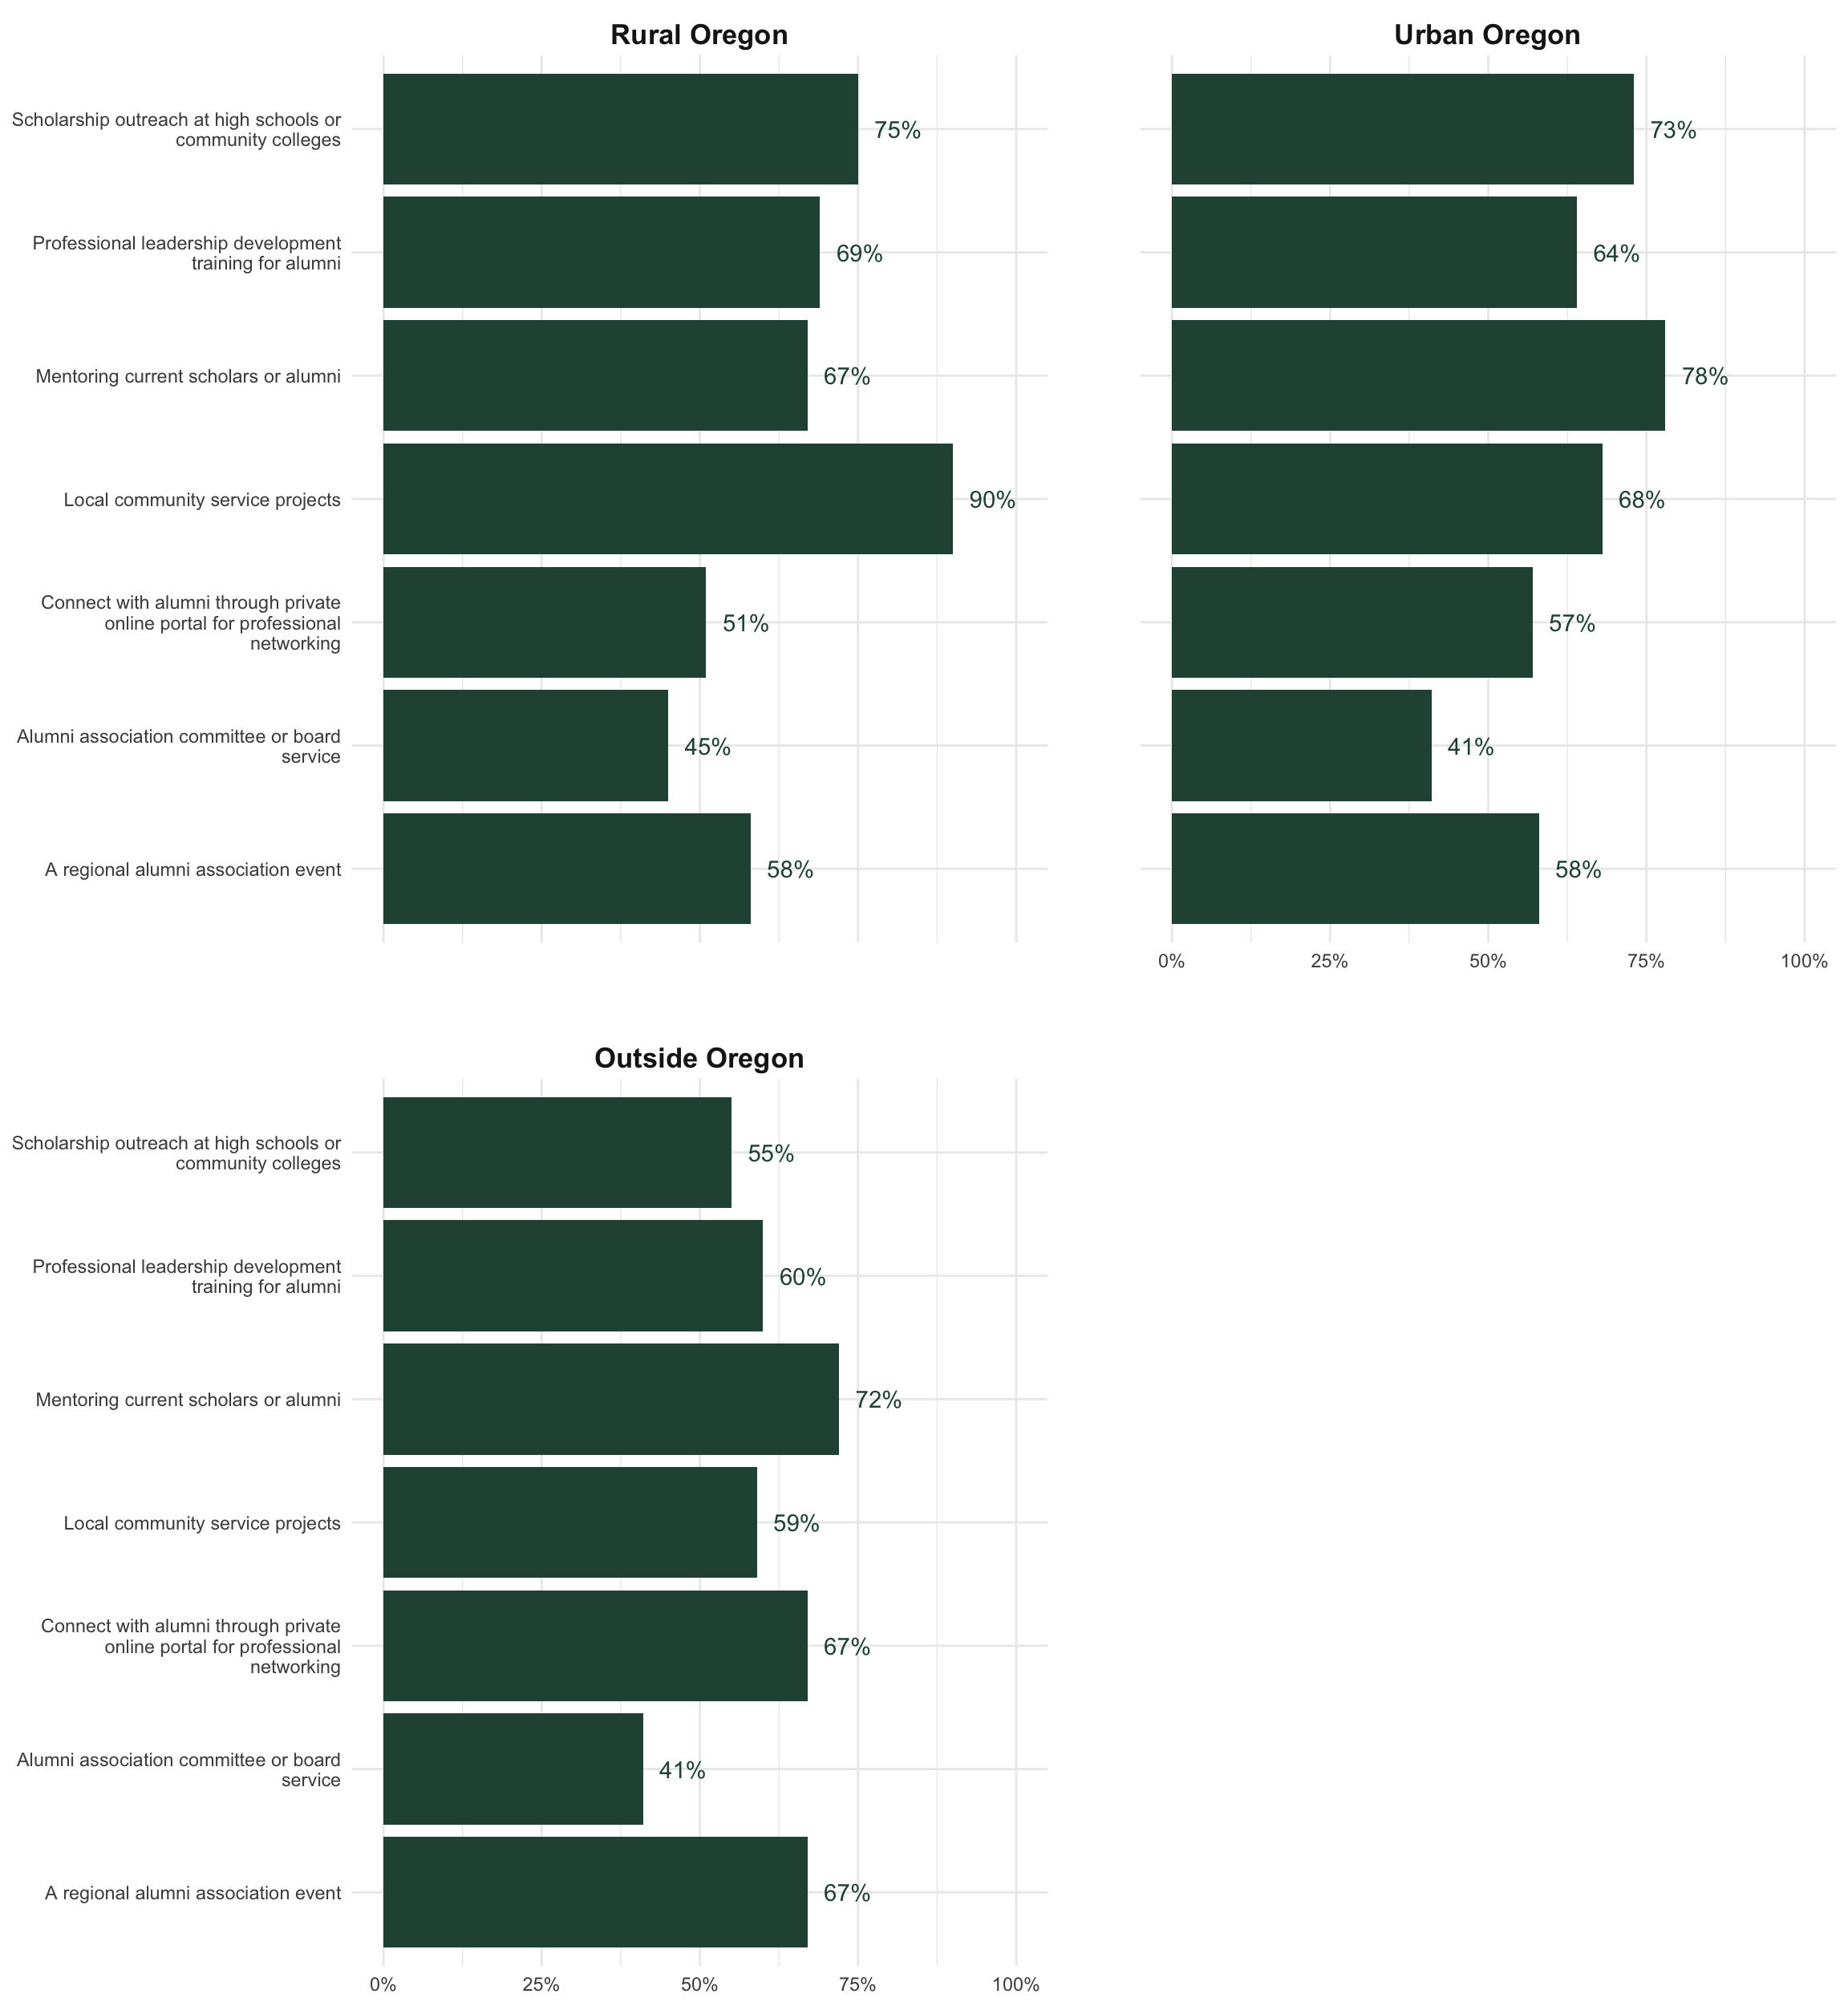 Rural Oregon
Urban Oregon
Scholarship outreach at high schools or
community colleges
75%
73%
Professional leadership development
training for alumni
69%
64%
Mentoring current scholars or alumni
67%
78%
Local community service projects
90%
68%
Connect with alumni through private
online portal for professional
networking
51%
57%
Alumni association committee or board
service
45%
41%
A regional alumni association event
58%
58%
0%
25%
50%
75%
100%
Outside Oregon
Scholarship outreach at high schools or
community colleges
55%
Professional leadership development
training for alumni
60%
Mentoring current scholars or alumni
72%
Local community service projects
59%
Connect with alumni through private
online portal for professional
networking
67%
Alumni association committee or board
service
41%
A regional alumni association event
67%
0%
25%
50%
75%
100%